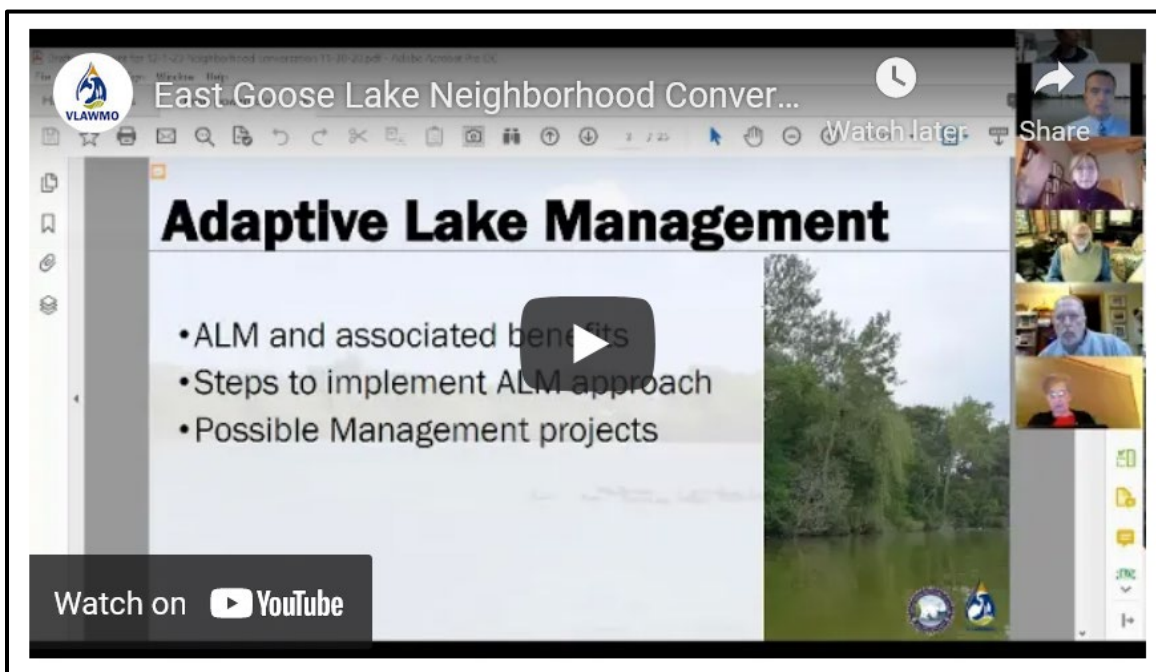 East Goose Lake Neighborhood Conver...
VLAWMO
Watch later
Share
Adaptive Lake Management
•ALM and associated benefits
•Steps to implement ALM approach
•Possible Management projects
Watch on YouTube